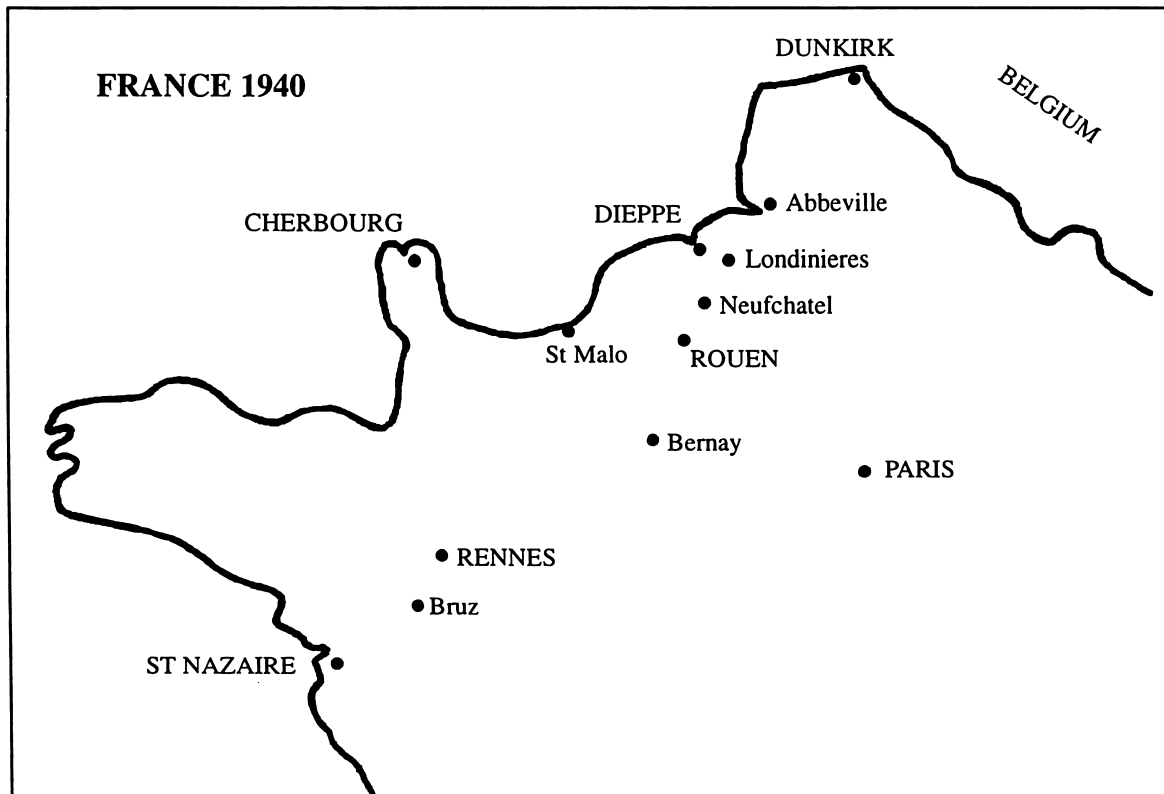 DUNKIRK
FRANCE 1940
BELGIUM
Abbeville
CHERBOURG
DIEPPE
Londinieres
Neufchatel
St Malo
ROUEN
Bernay
PARIS
RENNES
Bruz
ST NAZAIRE